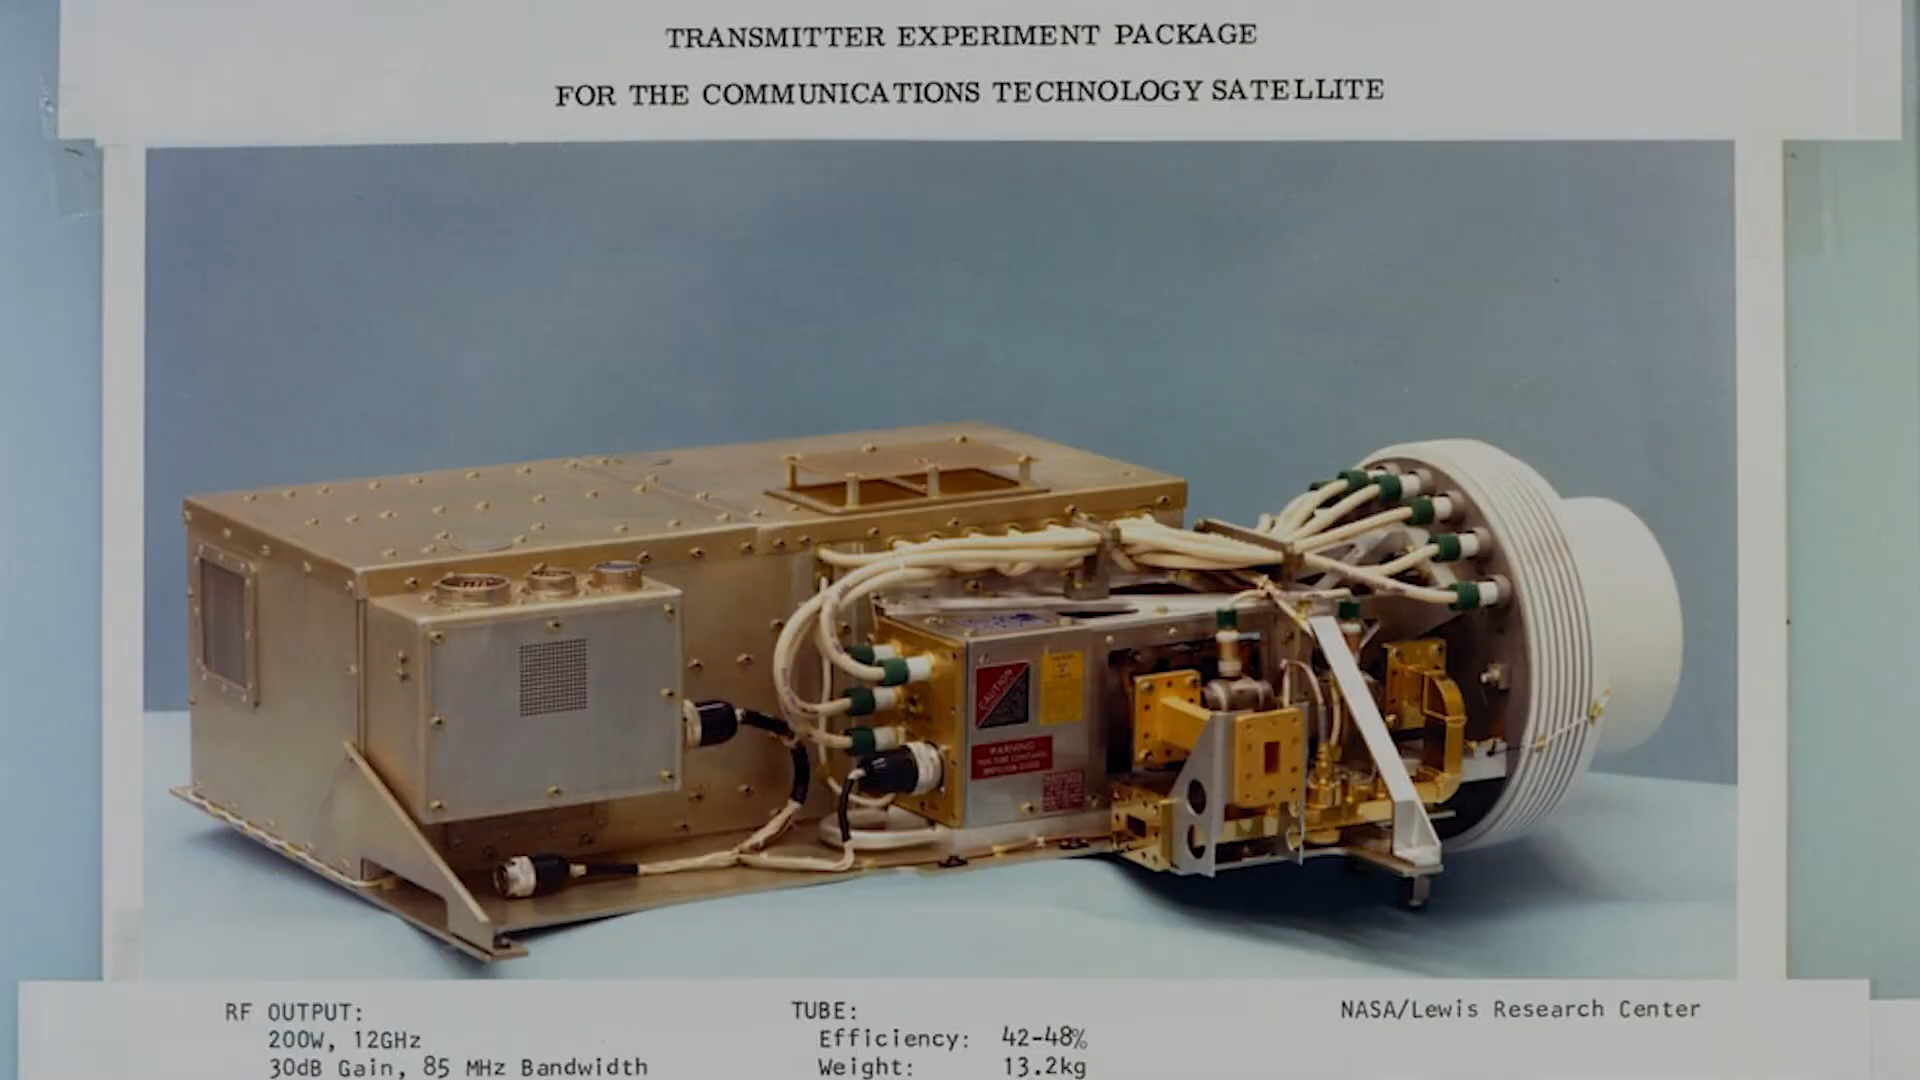 TRANSMITTER EXPERIMENT PACKAGE
FOR THE COMMUNICATIONS TECHNOLOGY SATELLITE
CAUTION
WARNING
RF OUTPUT:
200W, 12GHz
30dB Gain, 85 MHz Bandwidth
TUBE:
Efficiency: 42-48%
Weight: 13.2kg
NASA/Lewis Research Center